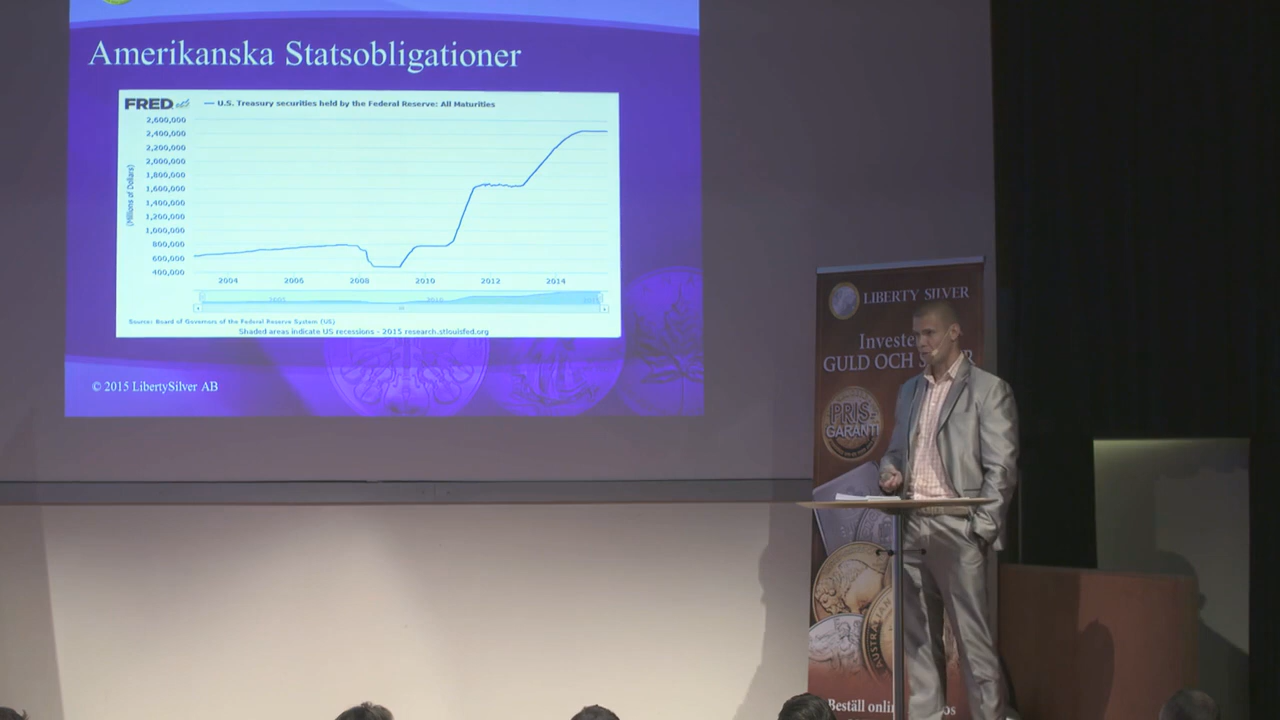 Amerikanska Statsobligationer
FRED
U.S. Treasury securities held by the Federal Reserve: All Maturities
2,600,000
2,400,000
2,200,000
2,000,000
1,800,000
1,600,000
1,400,000
1,200,000
1,000,000
800,000
600,000
400,000
(Millions of Dollars)
2004 2006 2008 2010 2012 2014
2005 2010
Source: Board of Governors of the Federal Reserve System (US)
Shaded areas indicate US recessions - 2015 research.stlouisfed.org
© 2015 LibertySilver AB
LIBERTY SILVER
GULD OCH
PRIS-
GARANTI
AUSTRALIAN
Beställ